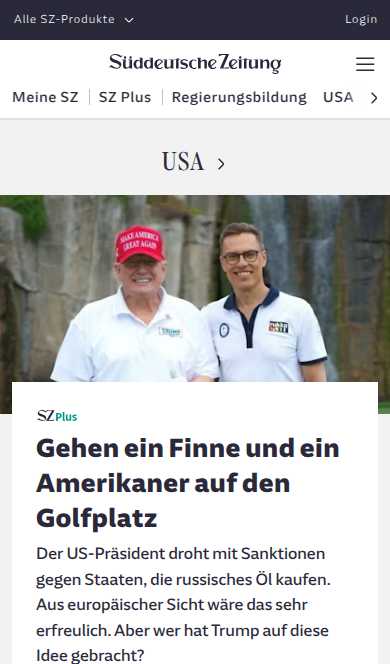 Alle SZ-Produkte
Login
Süddeutsche Zeitung
Meine SZ
SZ Plus
Regierungsbildung
USA
USA
MAKE AMERICA
GREAT AGAIN
SZ Plus
Gehen ein Finne und ein
Amerikaner auf den
Golfplatz
Der US-Präsident droht mit Sanktionen
gegen Staaten, die russisches Öl kaufen.
Aus europäischer Sicht wäre das sehr
erfreulich. Aber wer hat Trump auf diese
Idee gebracht?